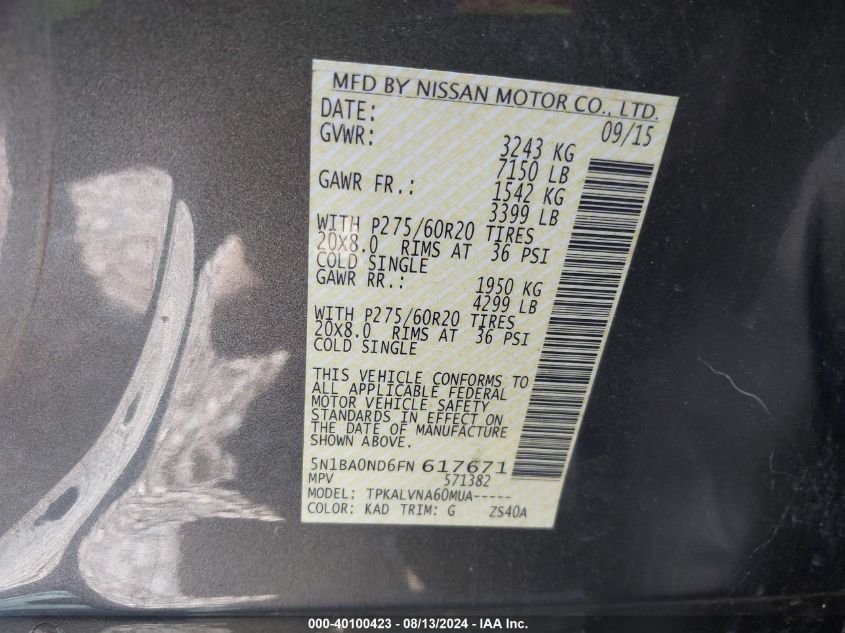 MFD BY NISSAN MOTOR CO., LTD.
DATE: 09/15
GVWR: 3243 KG
7150 LB
GAWR FR.: 1542 KG
3399 LB
WITH P275/60R20 TIRES
20X8.0 RIMS AT 36 PSI
COLD SINGLE
GAWR RR.: 1950 KG
4299 LB
WITH P275/60R20 TIRES
20X8.0 RIMS AT 36 PSI
COLD SINGLE
THIS VEHICLE CONFORMS TO
ALL APPLICABLE FEDERAL
MOTOR VEHICLE SAFETY
STANDARDS IN EFFECT ON
THE DATE OF MANUFACTURE
SHOWN ABOVE.
5N1BA0ND6FN 617671
MPV 571382
MODEL: TPKALVNA60MUA-----
COLOR: KAD TRIM: G ZS40A
000-40100423 - 08/13/2024 - IAA Inc.